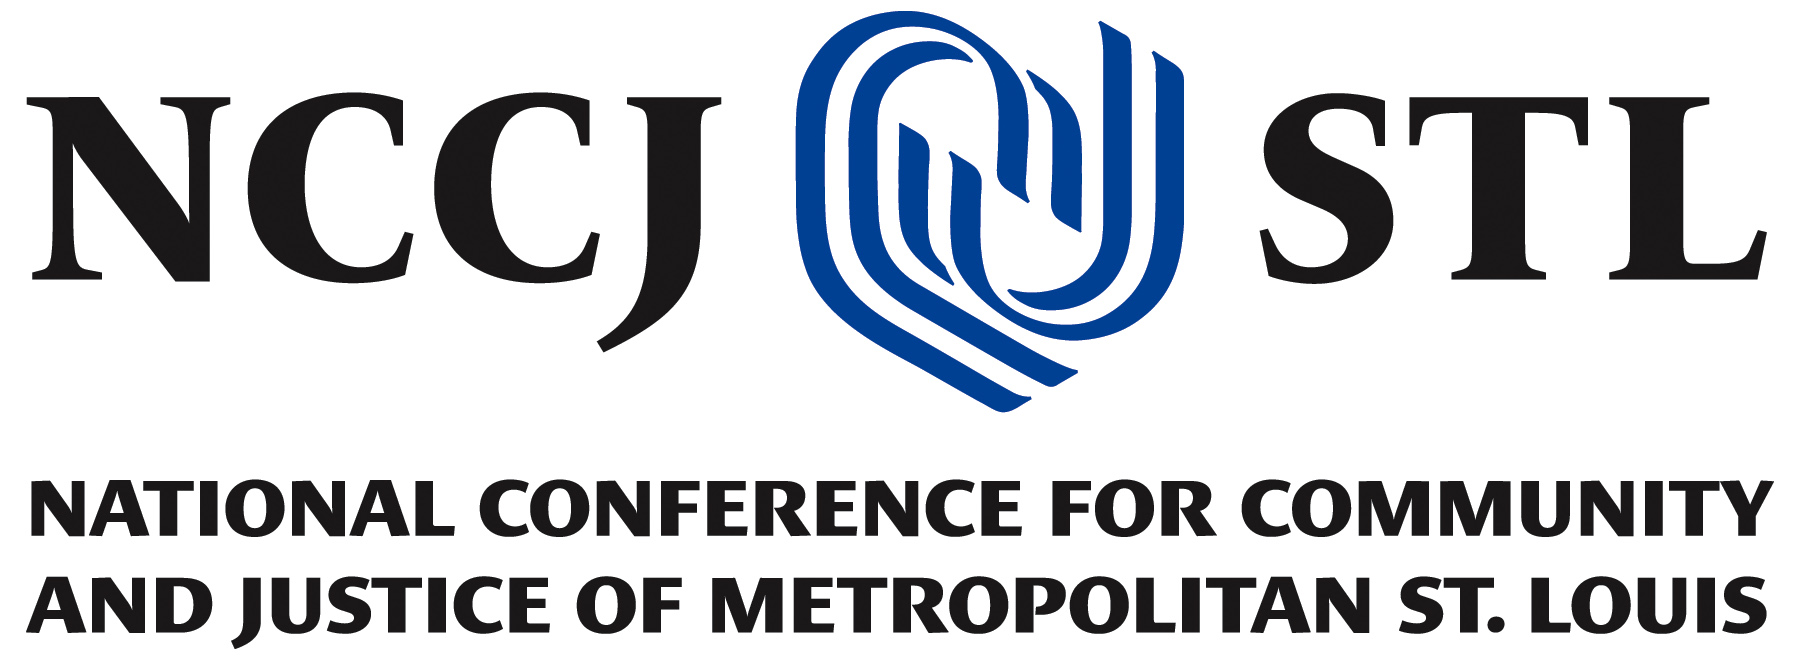 NCCJ STL
NATIONAL CONFERENCE FOR COMMUNITY
AND JUSTICE OF METROPOLITAN ST. LOUIS